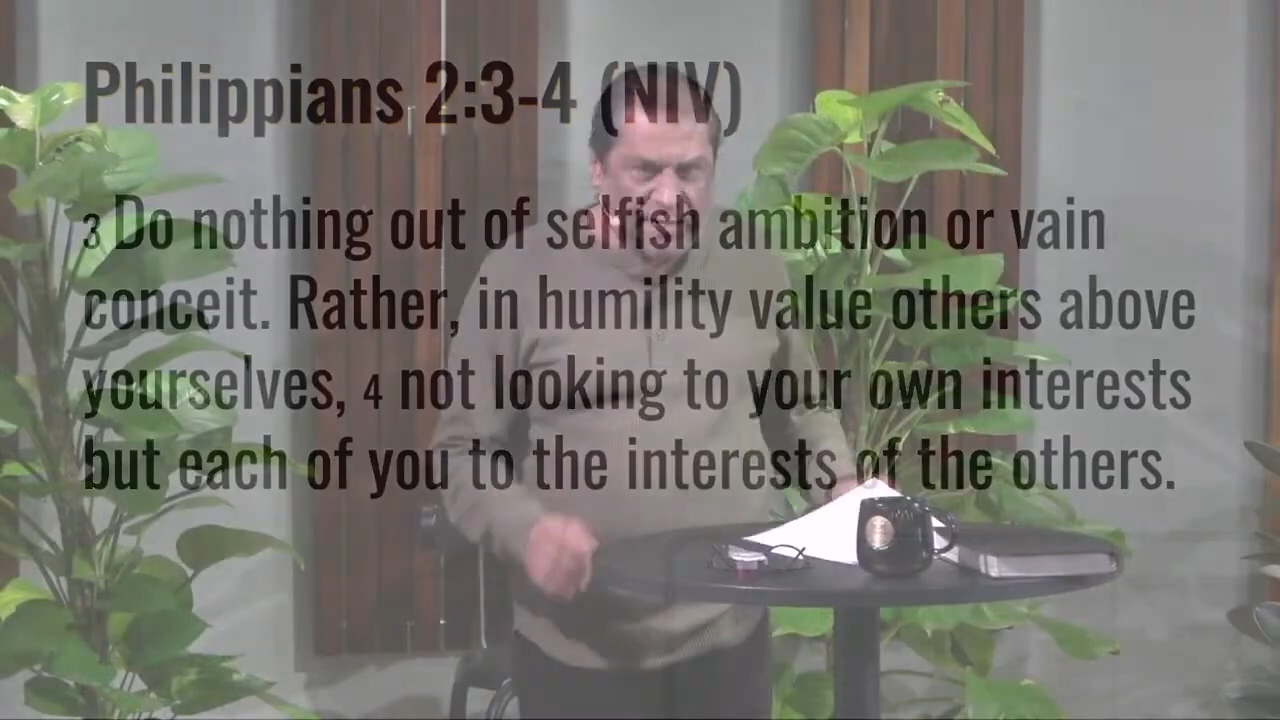 Philippians 2:3-4 (NIV)
3 Do nothing out of selfish ambition or vain
conceit. Rather, in humility value others above
yourselves, 4 not looking to your own interests
but each of you to the interests of the others.